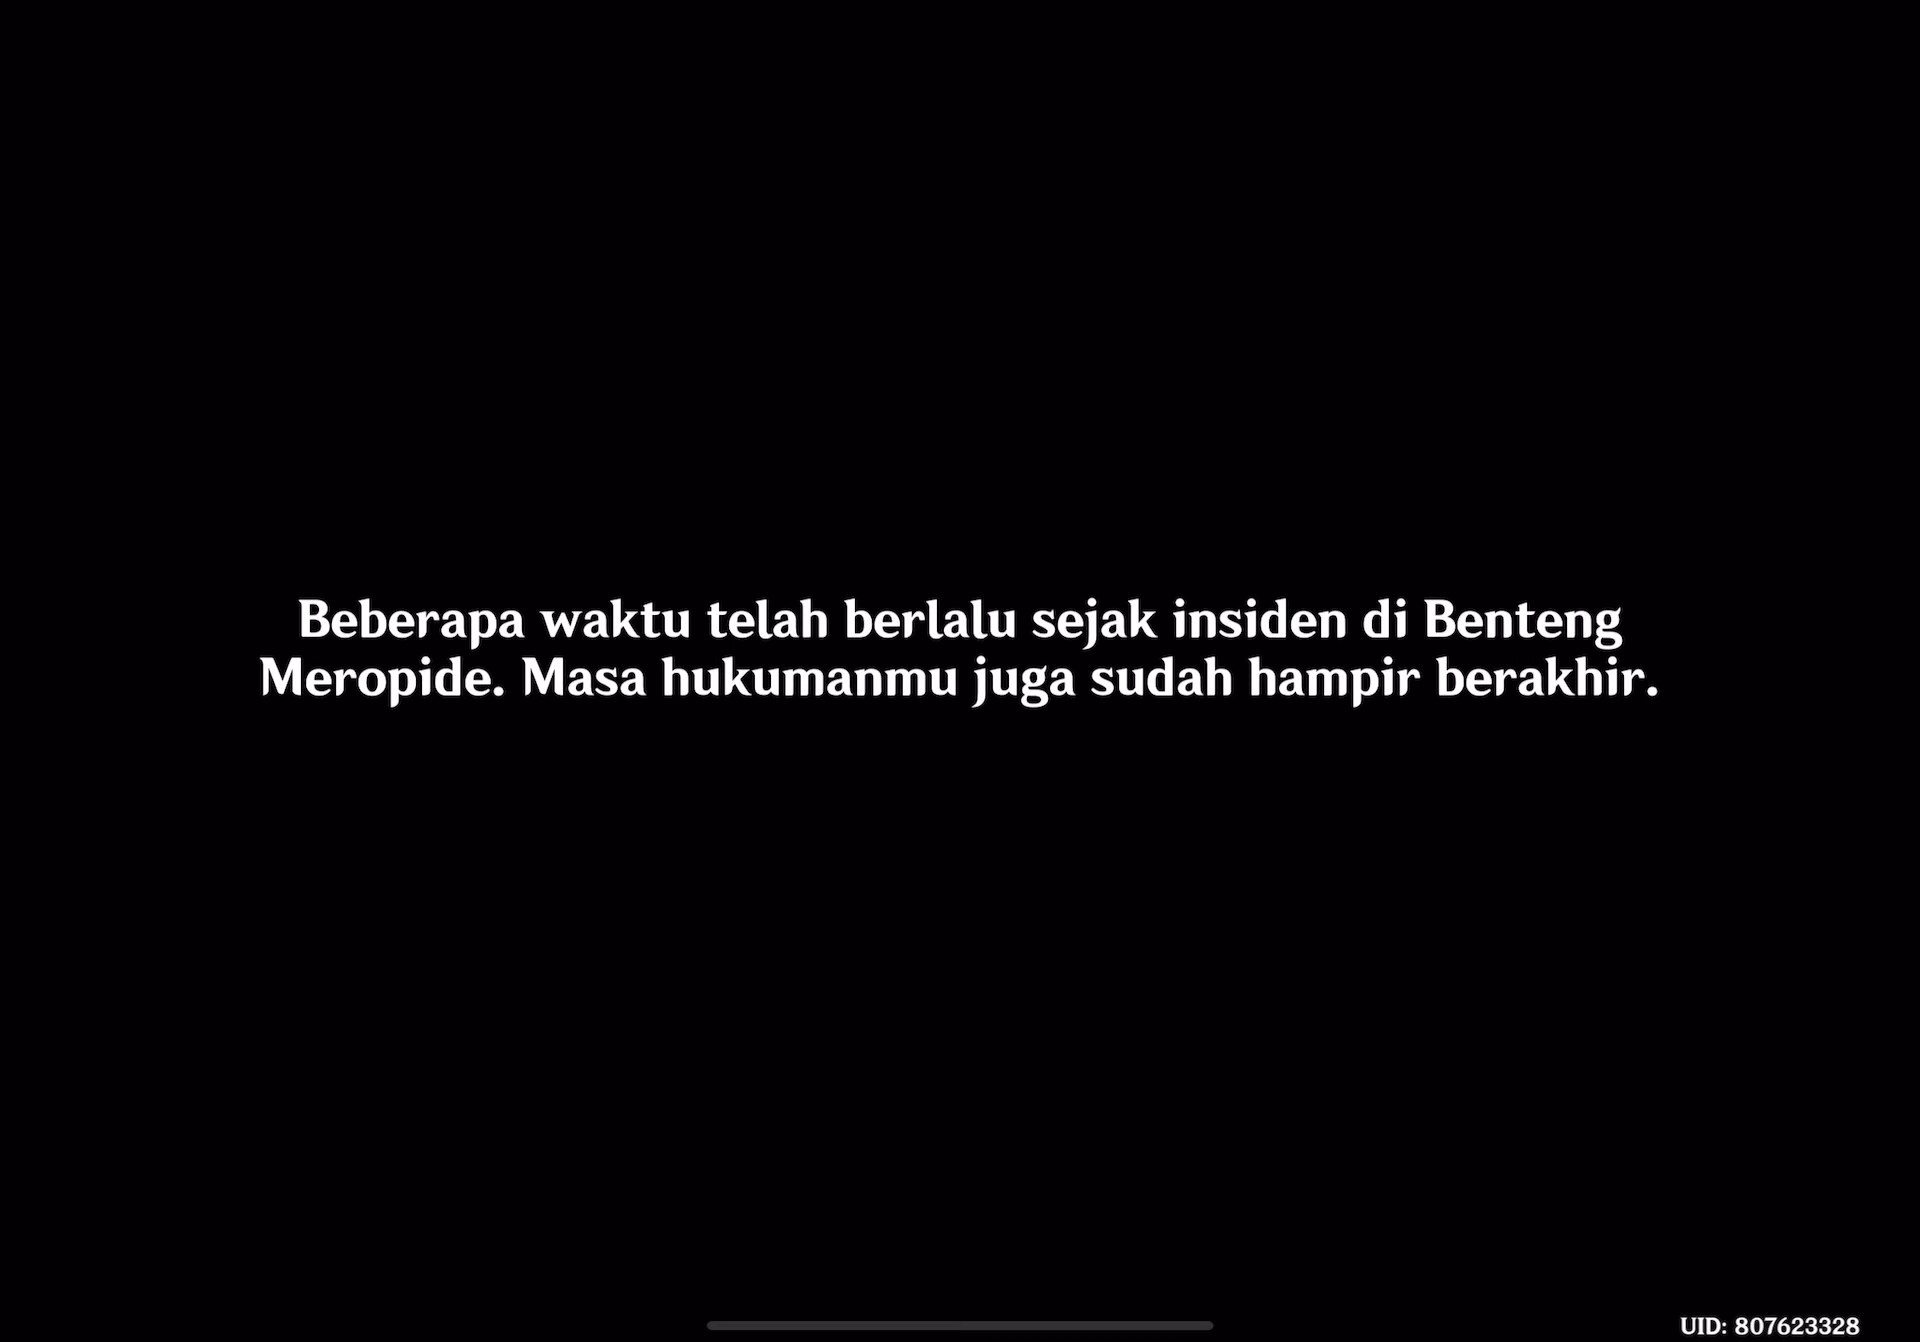 Beberapa waktu telah berlalu sejak insiden di Benteng
Meropide. Masa hukumanmu juga sudah hampir berakhir.
UID: 807623328